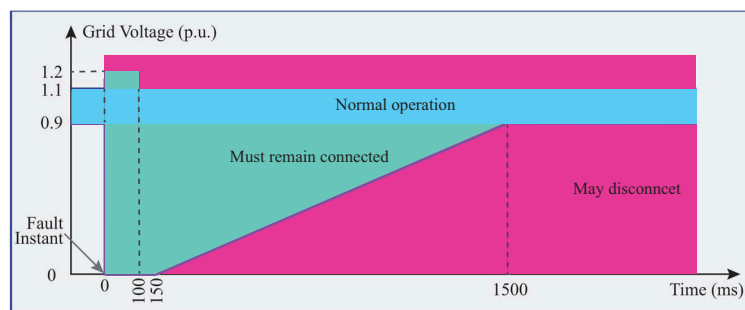 Grid Voltage (p.u.)
1.2
1.1
Normal operation
0.9
Must remain connected
May disconncet
Fault
Instant
0
0
100
150
1500
Time (ms)